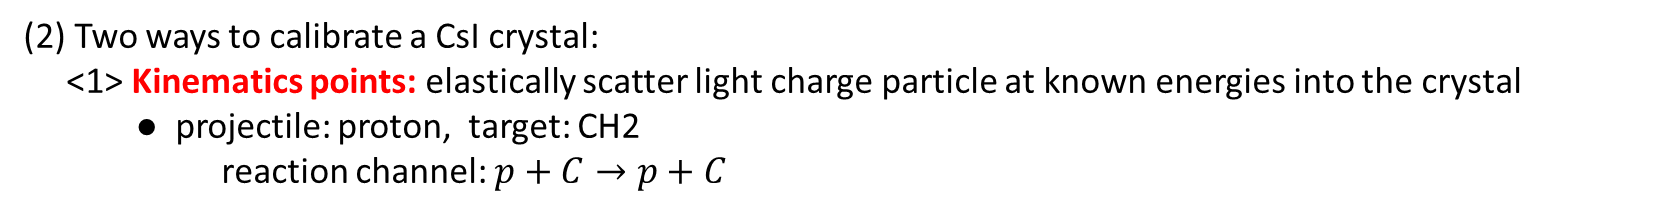 (2) Two ways to calibrate a CsI crystal:
<1> Kinematics points: elastically scatter light charge particle at known energies into the crystal
● projectile: proton, target: CH2
reaction channel: p + C → p + C